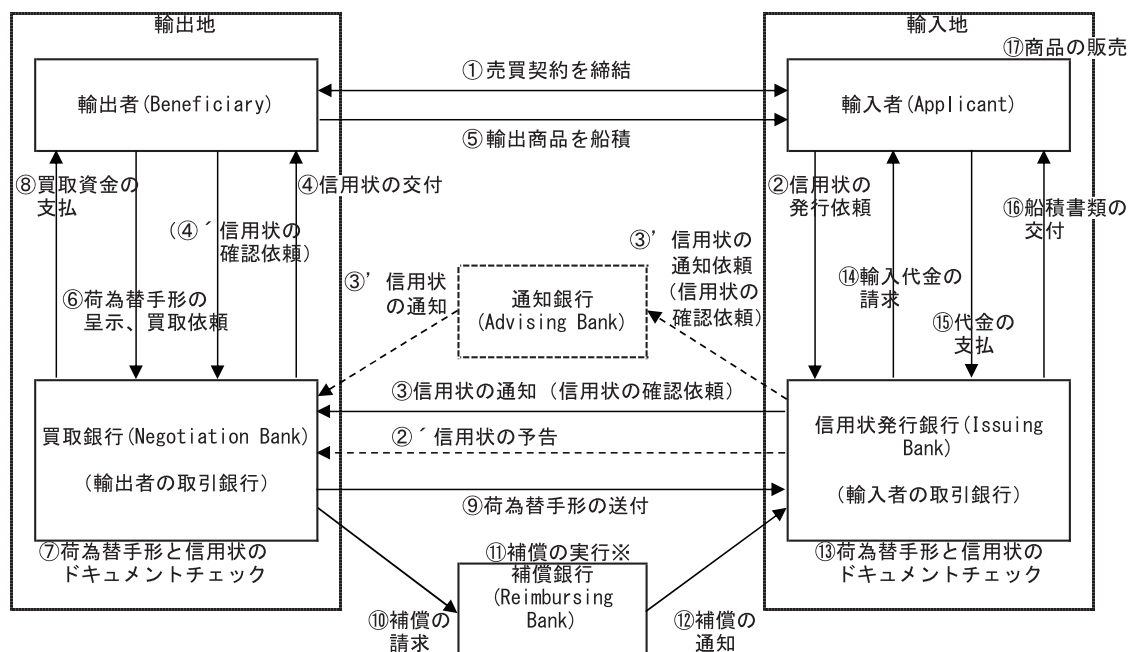 輸出地
輸入地
⑰商品の販売
①売買契約を締結
輸出者(Beneficiary)
輸入者(Applicant)
⑤輸出商品を船積
⑧買取資金の
支払
④信用状の交付
(④´信用状の
確認依頼)
⑥荷為替手形の
呈示、買取依頼
②信用状の
発行依頼
⑯船積書類の
交付
⑭輸入代金の
請求
⑮代金の
支払
③’信用状
の通知
通知銀行
(Advising Bank)
③’信用状の
通知依頼
(信用状の
確認依頼)
③信用状の通知(信用状の確認依頼)
②´信用状の予告
買取銀行(Negotiation Bank)
(輸出者の取引銀行)
信用状発行銀行(Issuing
Bank)
(輸入者の取引銀行)
⑨荷為替手形の送付
⑦荷為替手形と信用状の
ドキュメントチェック
⑪補償の実行※
補償銀行
(Reimbursing
Bank)
⑬荷為替手形と信用状の
ドキュメントチェック
⑩補償の
請求
⑫補償の
通知